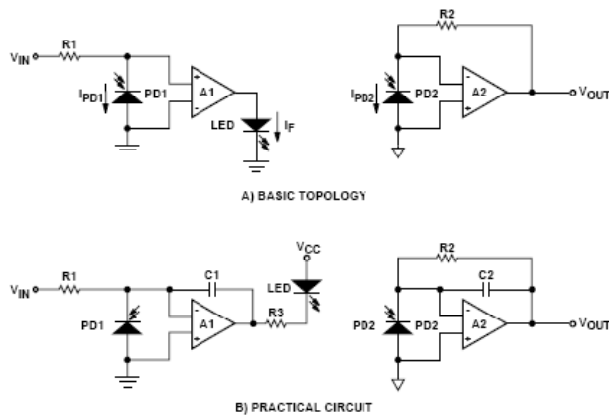 R1
R2
VIN
IPD1
PD1
-
+
A1
LED
IF
IPD2
PD2
-
+
A2
VOUT
A) BASIC TOPOLOGY
VCC
LED
R1
C1
R3
VIN
PD1
-
+
A1
R2
C2
PD2
PD2
-
+
A2
VOUT
B) PRACTICAL CIRCUIT